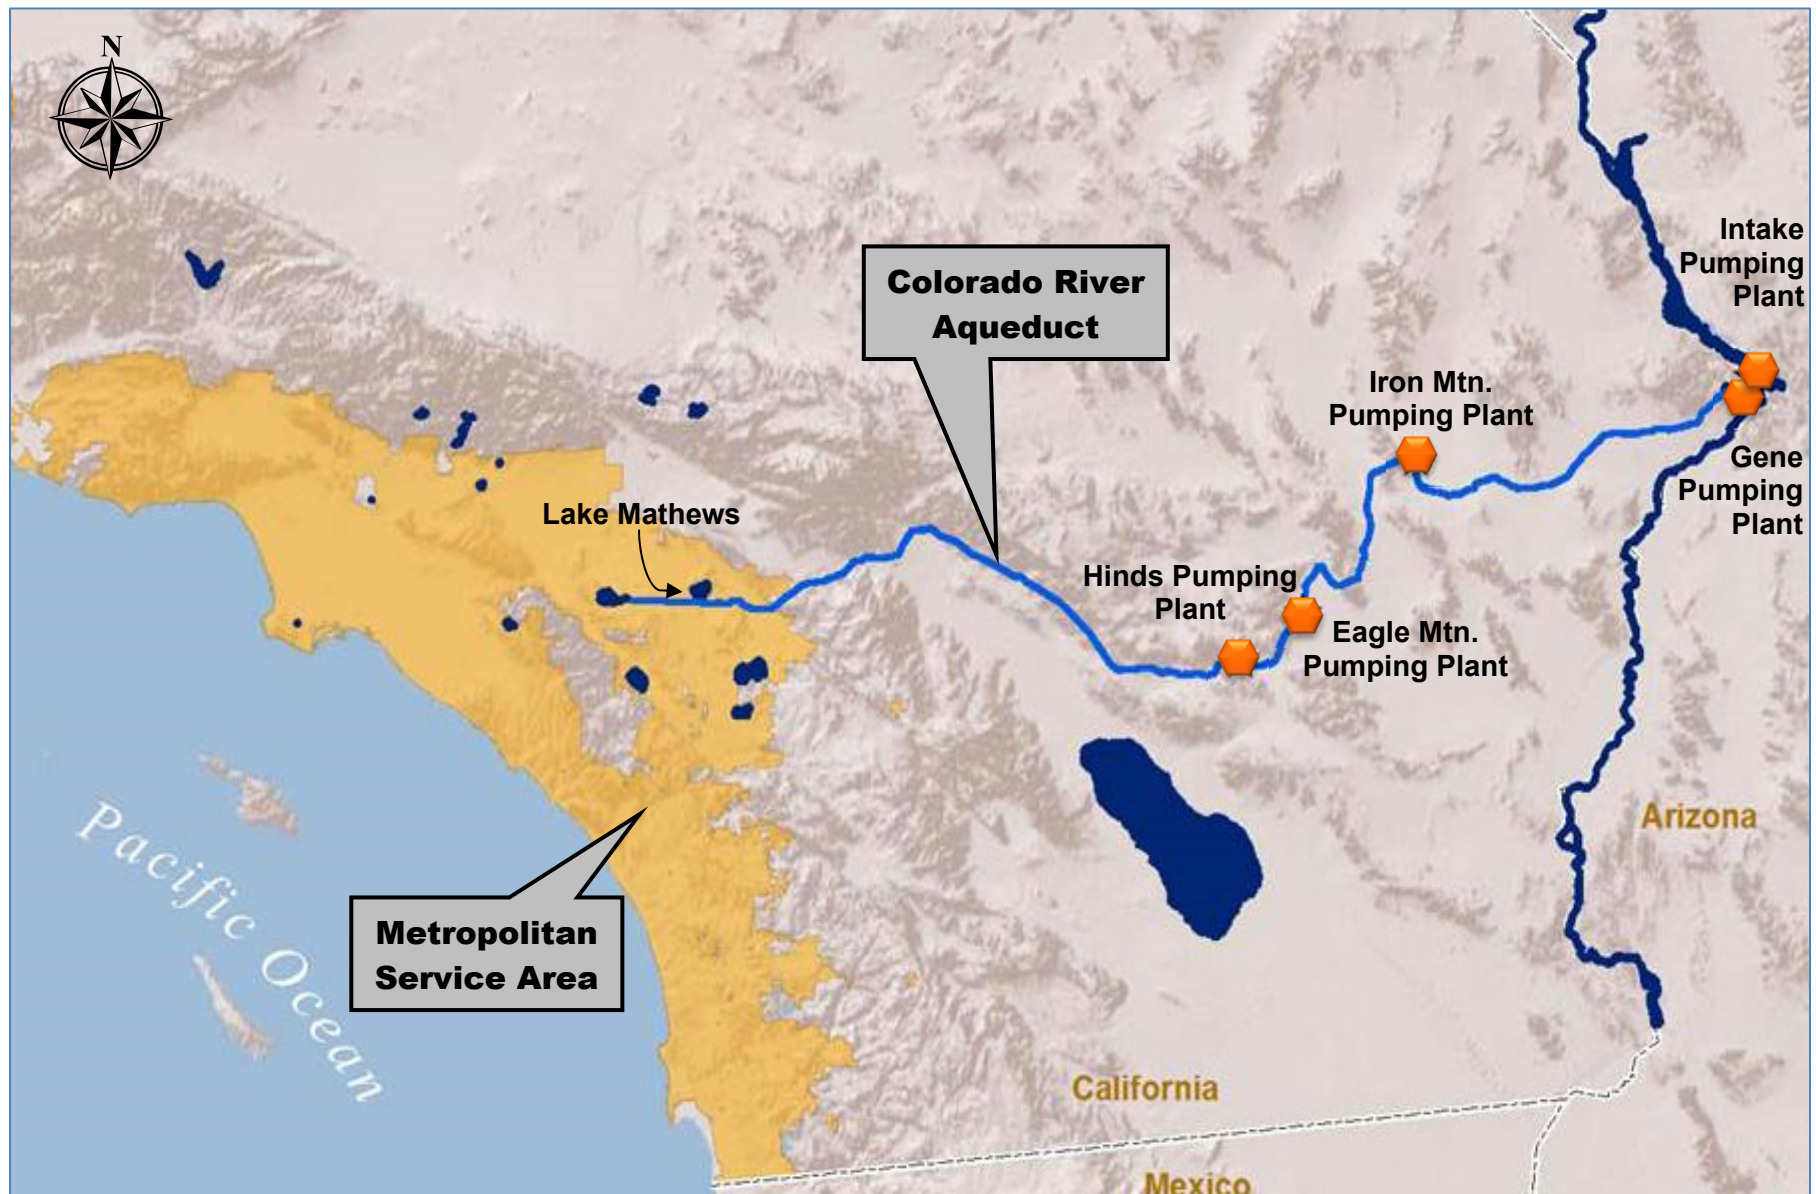 N
Intake
Pumping
Plant
Colorado River
Aqueduct
Iron Mtn.
Pumping Plant
Gene
Pumping
Plant
Lake Mathews
Hinds Pumping
Plant
Eagle Mtn.
Pumping Plant
Arizona
Pacific Ocean
Metropolitan
Service Area
California
Mexico